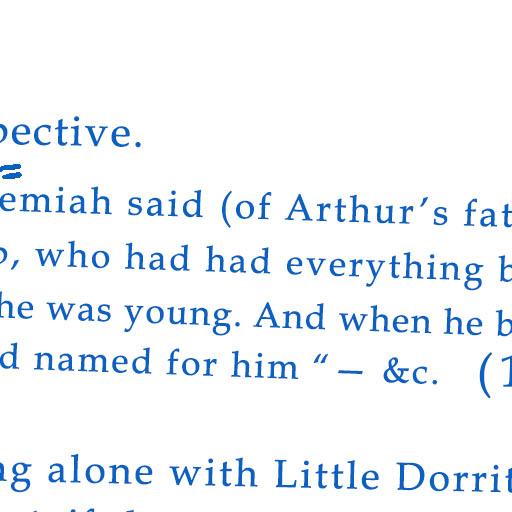 pective.
emiah said (of Arthur’s fat
, who had had everything b
he was young. And when he b
d named for him “ — &c. (1
ng alone with Little Dorrit